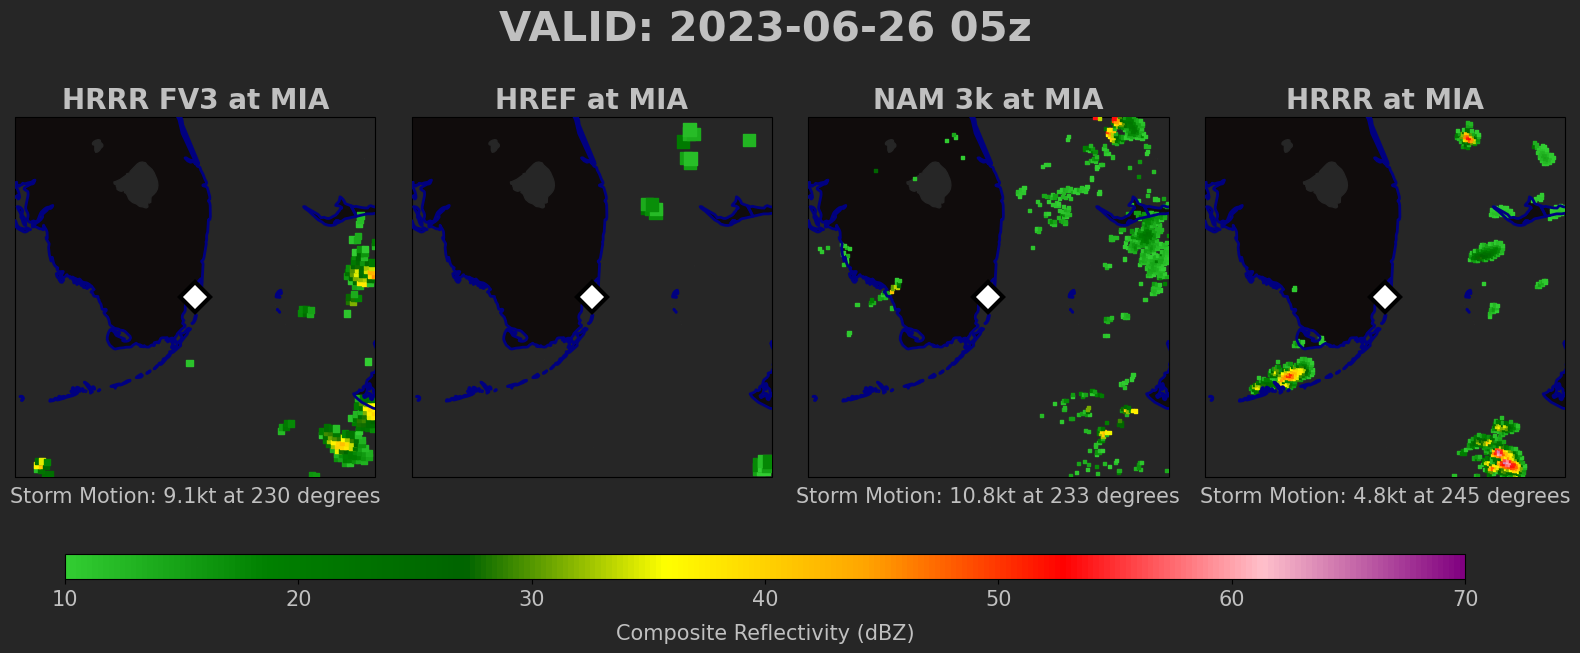 VALID: 2023-06-26 05z
HRRR FV3 at MIA
HREF at MIA
NAM 3k at MIA
HRRR at MIA
Storm Motion: 9.1kt at 230 degrees
Storm Motion: 10.8kt at 233 degrees
Storm Motion: 4.8kt at 245 degrees
10 20 30 40 50 60 70
Composite Reflectivity (dBZ)